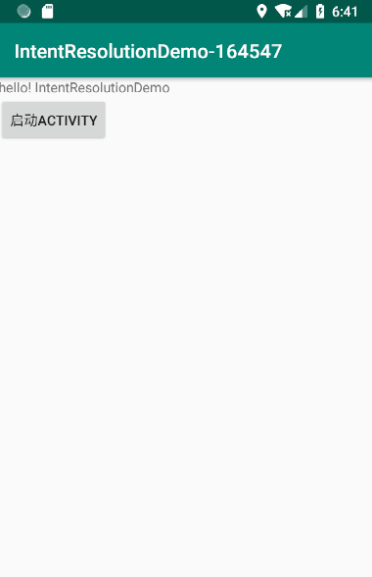 6:41
IntentResolutionDemo-164547
hello! IntentResolutionDemo
启动ACTIVITY